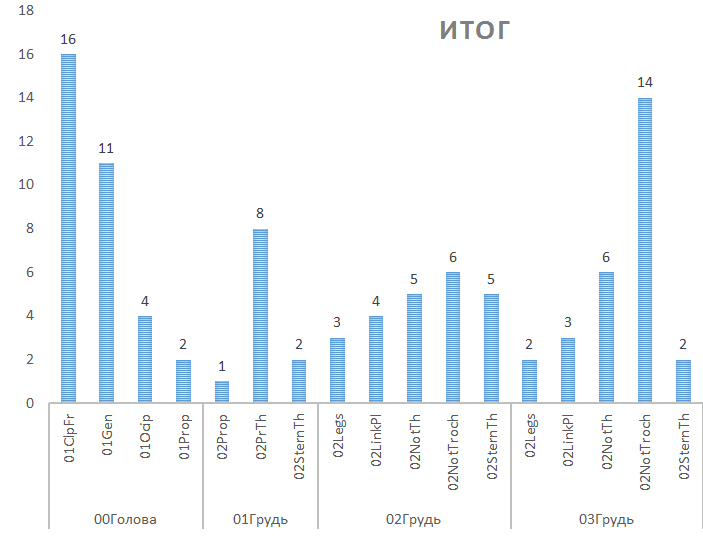 ИТОГ
18
16
14
12
10
8
6
4
2
0
16
11
4
2
1
8
2
3
4
5
6
5
2
3
6
14
2
01ClpFr
01Gen
01Ocip
01Prop
02Prop
02PrTh
02SternTh
02Legs
02LinkPl
02NotTh
02NotTroch
02SternTh
02Legs
02LinkPl
02NotTh
02NotTroch
02SternTh
00Голова
01Грудь
02Грудь
03Грудь